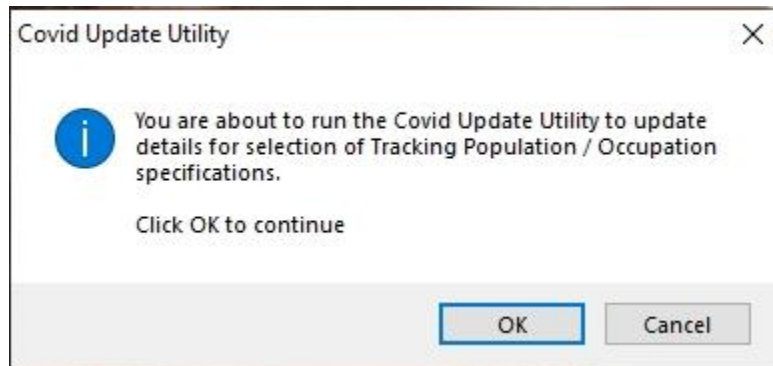 Covid Update Utility
You are about to run the Covid Update Utility to update
details for selection of Tracking Population / Occupation
specifications.
Click OK to continue
OK
Cancel